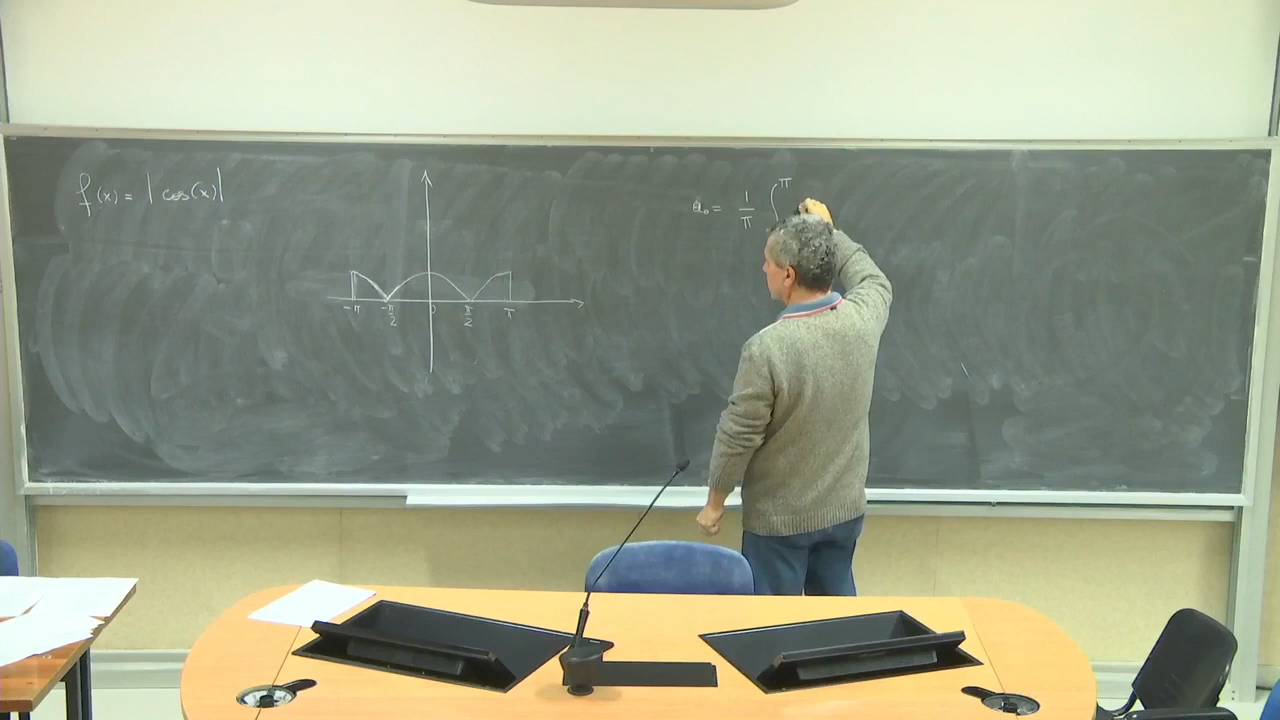 f(x) = |cos(x)|
a₀ = 1/π ∫ π
-π -π/2 0 π/2 π